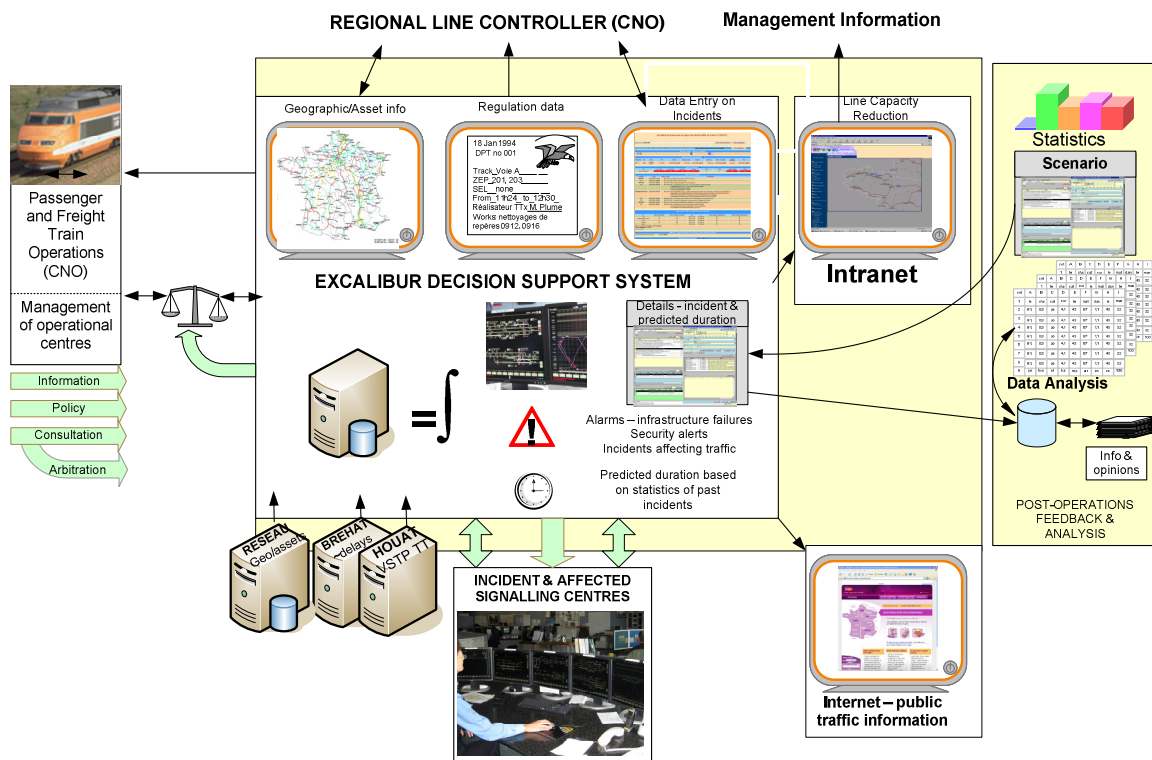 REGIONAL LINE CONTROLLER (CNO)
Management Information
Geographic/Asset info
Regulation data
Data Entry on
Incidents
Line Capacity
Reduction
18 Jan 1994
DPT no 001
Track_Voie A____
ZEP_201, 203____
SEL__none____
From_11h24_to_12h30_
Réalisateur TTx M. Plume
Works nettoyages de
repères 0912, 0916
Statistics
Scenario
Passenger
and Freight
Train
Operations
(CNO)
Management
of operational
centres
EXCALIBUR DECISION SUPPORT SYSTEM
Intranet
Details – incident &
predicted duration
Information
Policy
Consultation
Arbitration
=∫
!
Alarms – infrastructure failures
Security alerts
Incidents affecting traffic
Predicted duration based
on statistics of past
incidents
Data Analysis
Info &
opinions
POST-OPERATIONS
FEEDBACK &
ANALYSIS
RESEAU
Geo/assets
BREHAT
–delays
HOUAT
VSTP TT
INCIDENT & AFFECTED
SIGNALLING CENTRES
Internet – public
traffic information